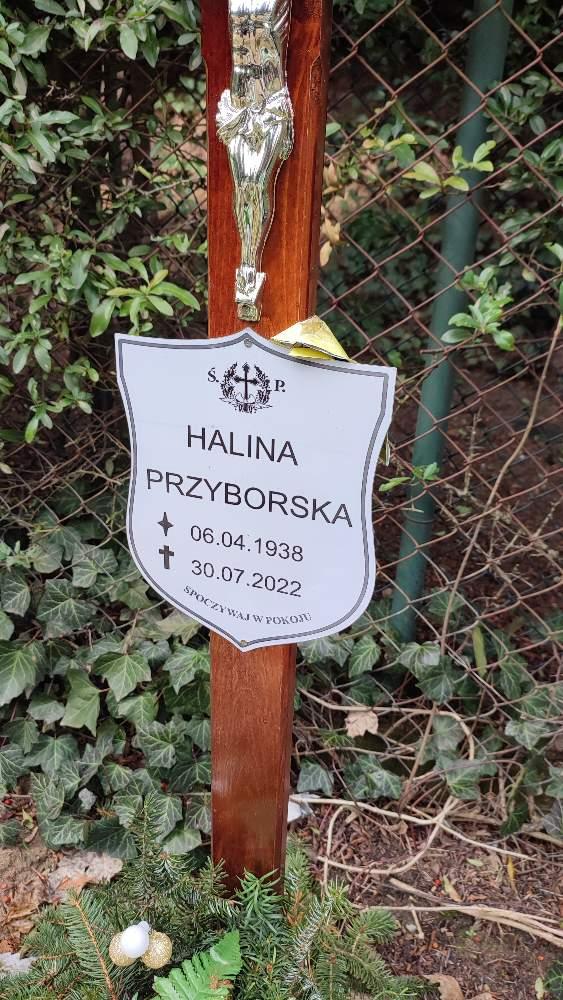 Ś. P.
HALINA
PRZYBORSKA
06.04.1938
30.07.2022
SPOCZYWAJ W POKOJU